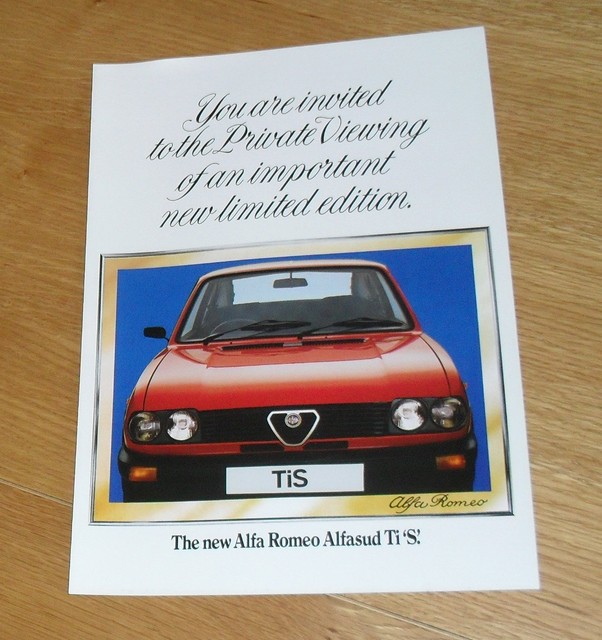 You are invited
to the Private Viewing
of an important
new limited edition.
TiS
Alfa Romeo
The new Alfa Romeo Alfasud Ti 'S'!